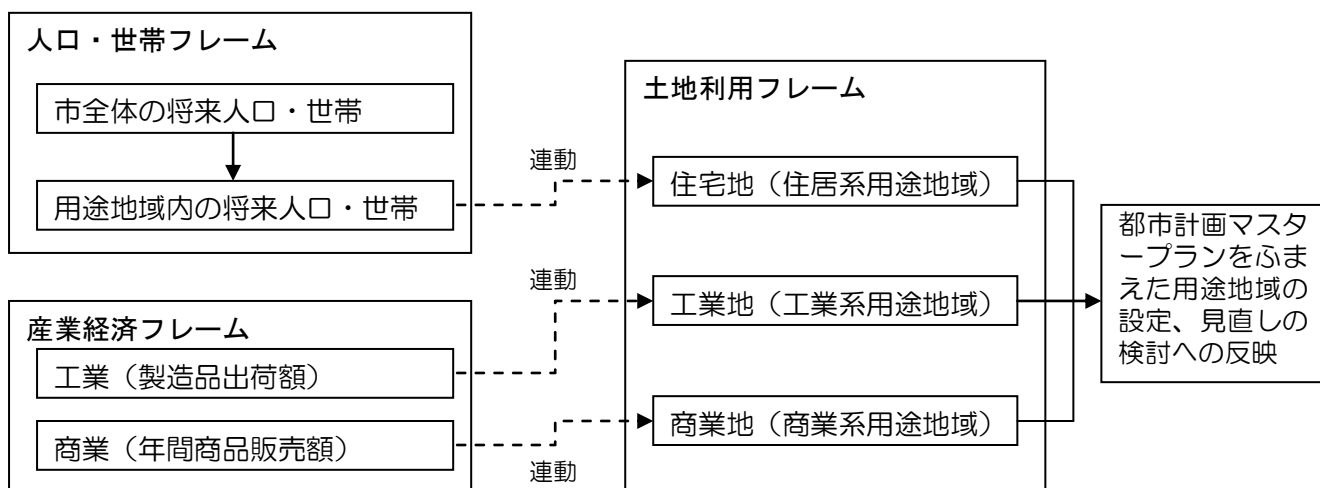 人口・世帯フレーム
市全体の将来人口・世帯
用途地域内の将来人口・世帯
産業経済フレーム
工業（製造品出荷額）
商業（年間商品販売額）
連動
連動
連動
土地利用フレーム
住宅地（住居系用途地域）
工業地（工業系用途地域）
商業地（商業系用途地域）
都市計画マスタ
ープランをふま
えた用途地域の
設定、見直しの
検討への反映